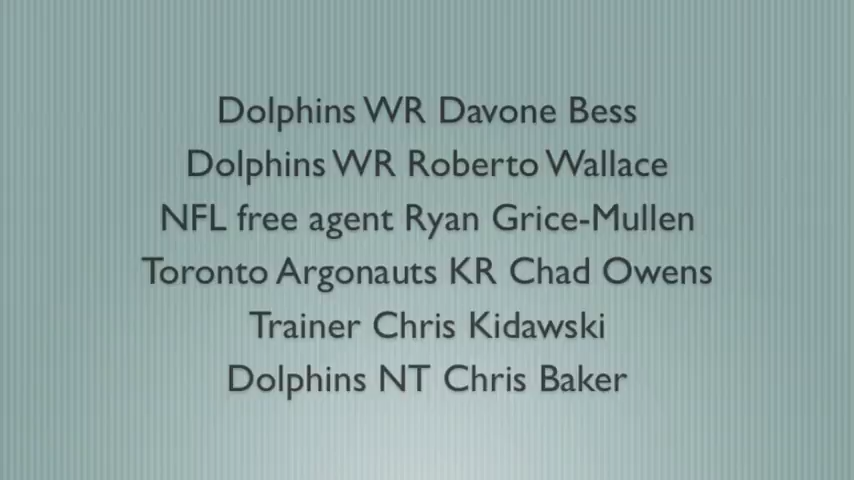 Dolphins WR Davone Bess
Dolphins WR Roberto Wallace
NFL free agent Ryan Grice-Mullen
Toronto Argonauts KR Chad Owens
Trainer Chris Kidawski
Dolphins NT Chris Baker